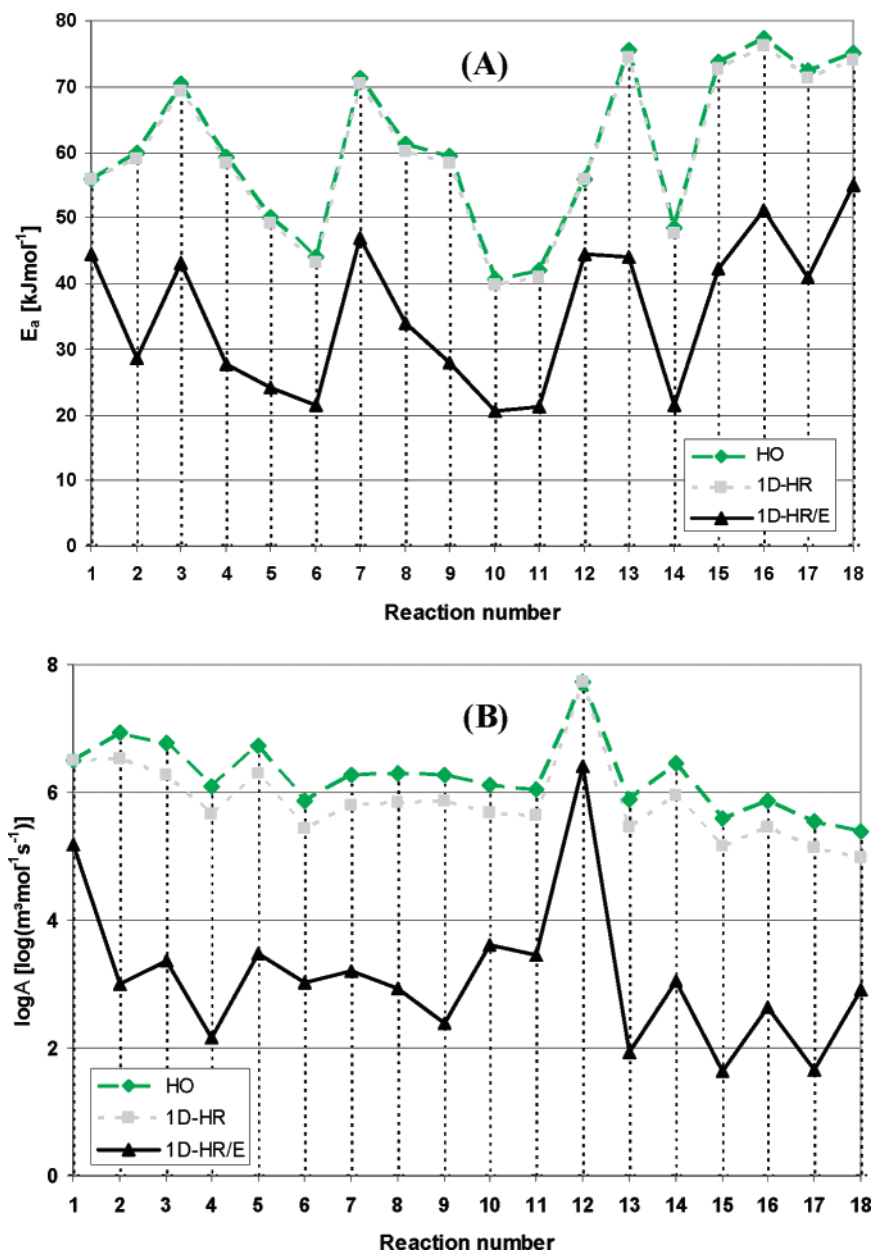 80
(A)
70
60
50
40
30
20
10
0
Eₐ [kJmol⁻¹]
HO
1D-HR
1D-HR/E
1 2 3 4 5 6 7 8 9 10 11 12 13 14 15 16 17 18
Reaction number
8
(B)
6
4
2
0
logA [log(m³mol⁻¹s⁻¹)]
HO
1D-HR
1D-HR/E
1 2 3 4 5 6 7 8 9 10 11 12 13 14 15 16 17 18
Reaction number